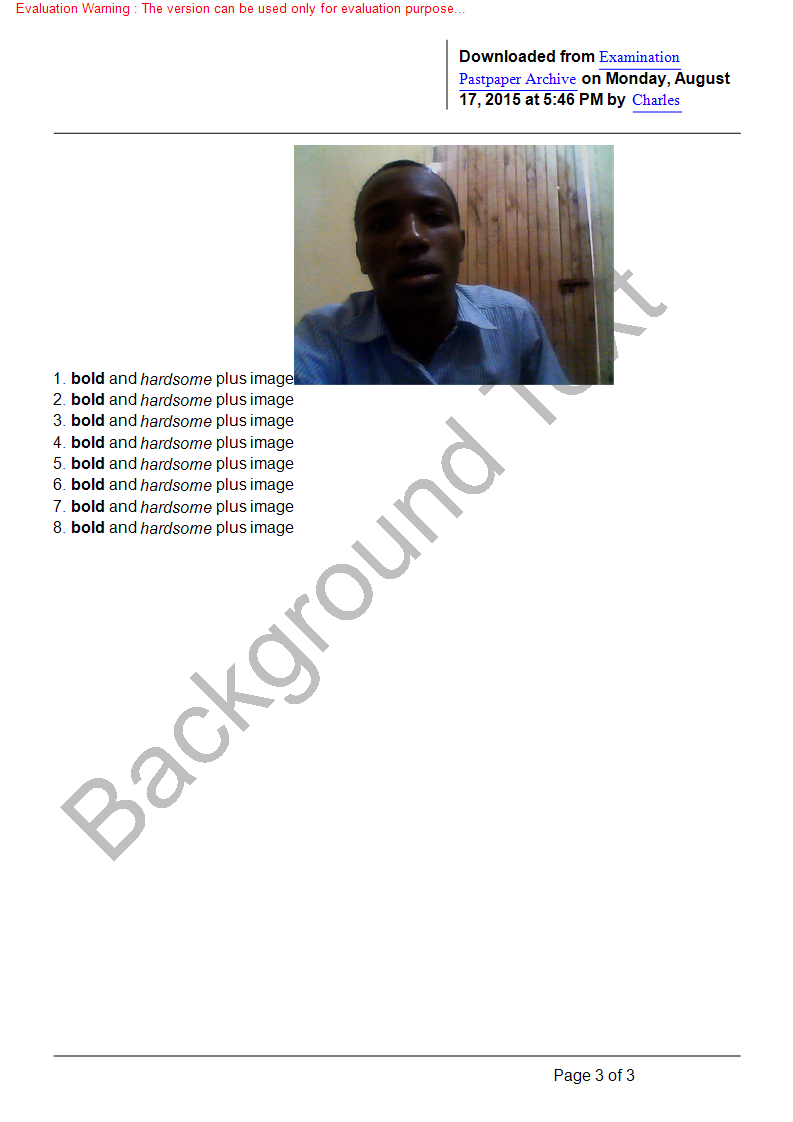 Evaluation Warning : The version can be used only for evaluation purpose...
Downloaded from Examination
Pastpaper Archive on Monday, August
17, 2015 at 5:46 PM by Charles
1. bold and hardsome plus image
2. bold and hardsome plus image
3. bold and hardsome plus image
4. bold and hardsome plus image
5. bold and hardsome plus image
6. bold and hardsome plus image
7. bold and hardsome plus image
8. bold and hardsome plus image
Background Text
Page 3 of 3